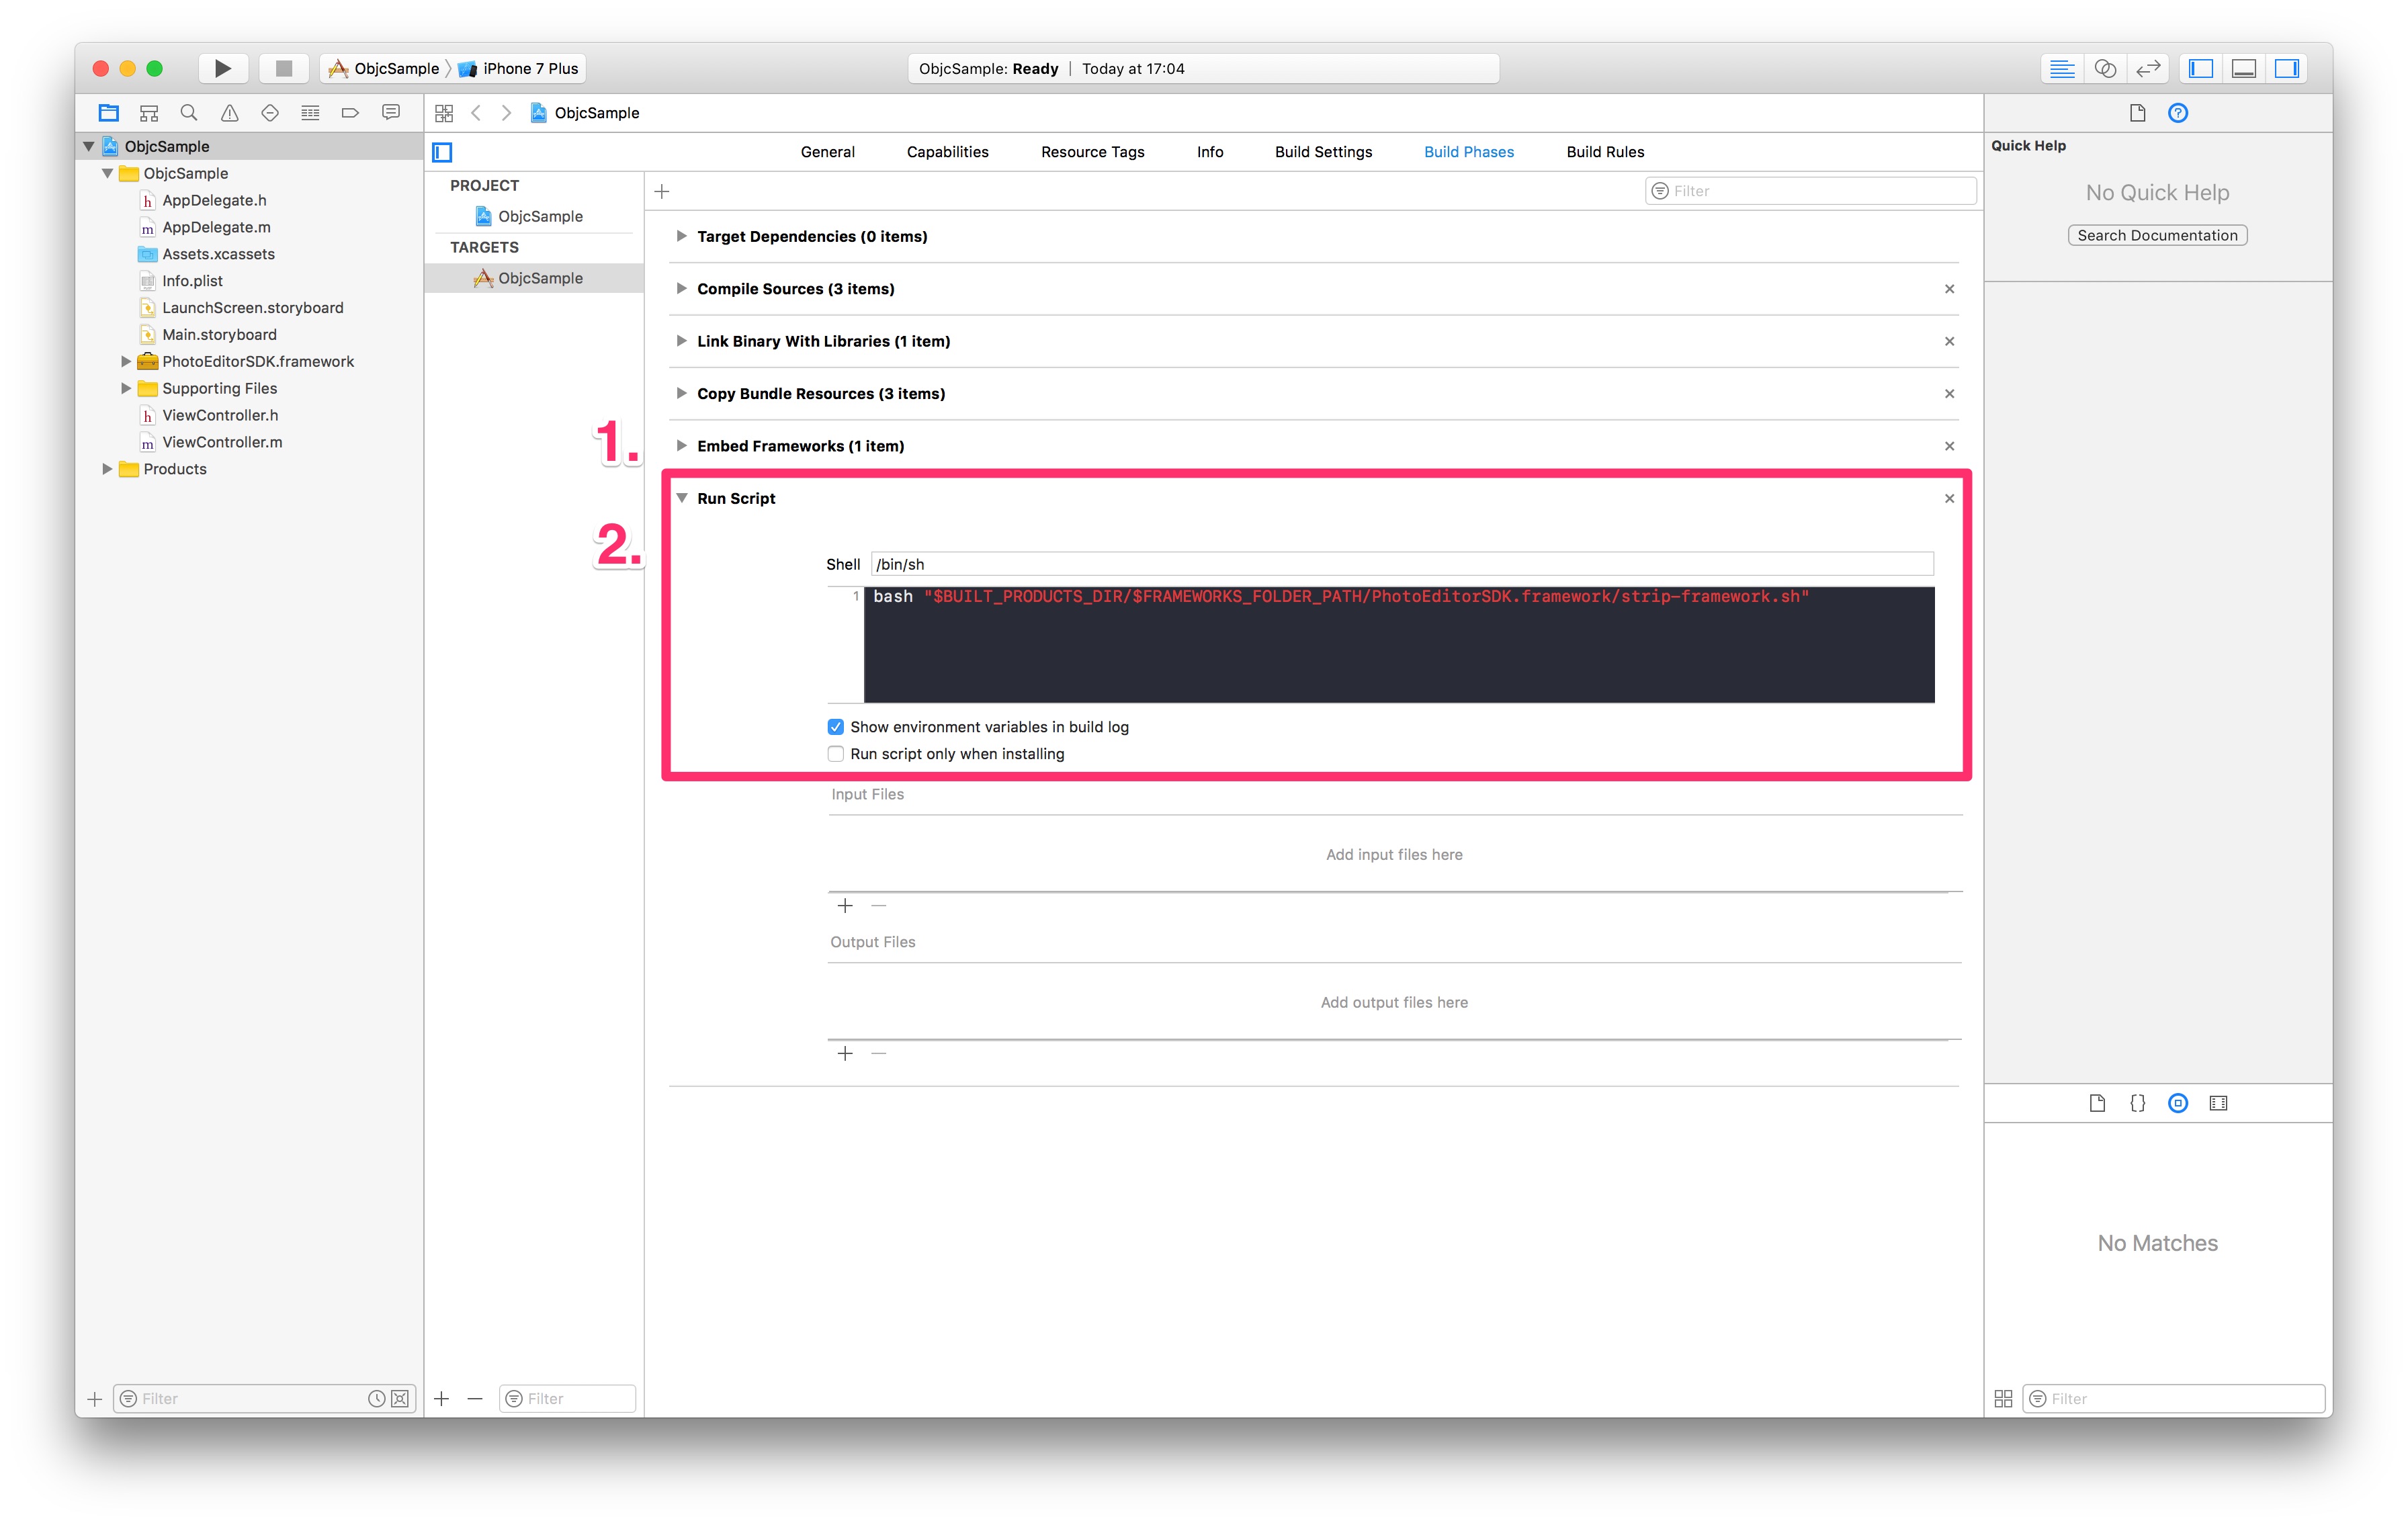 ObjcSample iPhone 7 Plus
ObjcSample: Ready | Today at 17:04
ObjcSample
ObjcSample
ObjcSample
h AppDelegate.h
m AppDelegate.m
Assets.xcassets
Info.plist
LaunchScreen.storyboard
Main.storyboard
PhotoEditorSDK.framework
Supporting Files
h ViewController.h
m ViewController.m
Products
Filter
General Capabilities Resource Tags Info Build Settings Build Phases Build Rules
PROJECT
ObjcSample
TARGETS
ObjcSample
Filter
Filter
Target Dependencies (0 items)
Compile Sources (3 items)
Link Binary With Libraries (1 item)
Copy Bundle Resources (3 items)
1.
Embed Frameworks (1 item)
2.
Run Script
Shell /bin/sh
1 bash "$BUILT_PRODUCTS_DIR/$FRAMEWORKS_FOLDER_PATH/PhotoEditorSDK.framework/strip-framework.sh"
Show environment variables in build log
Run script only when installing
Input Files
Add input files here
Output Files
Add output files here
Quick Help
No Quick Help
Search Documentation
{}
No Matches
Filter